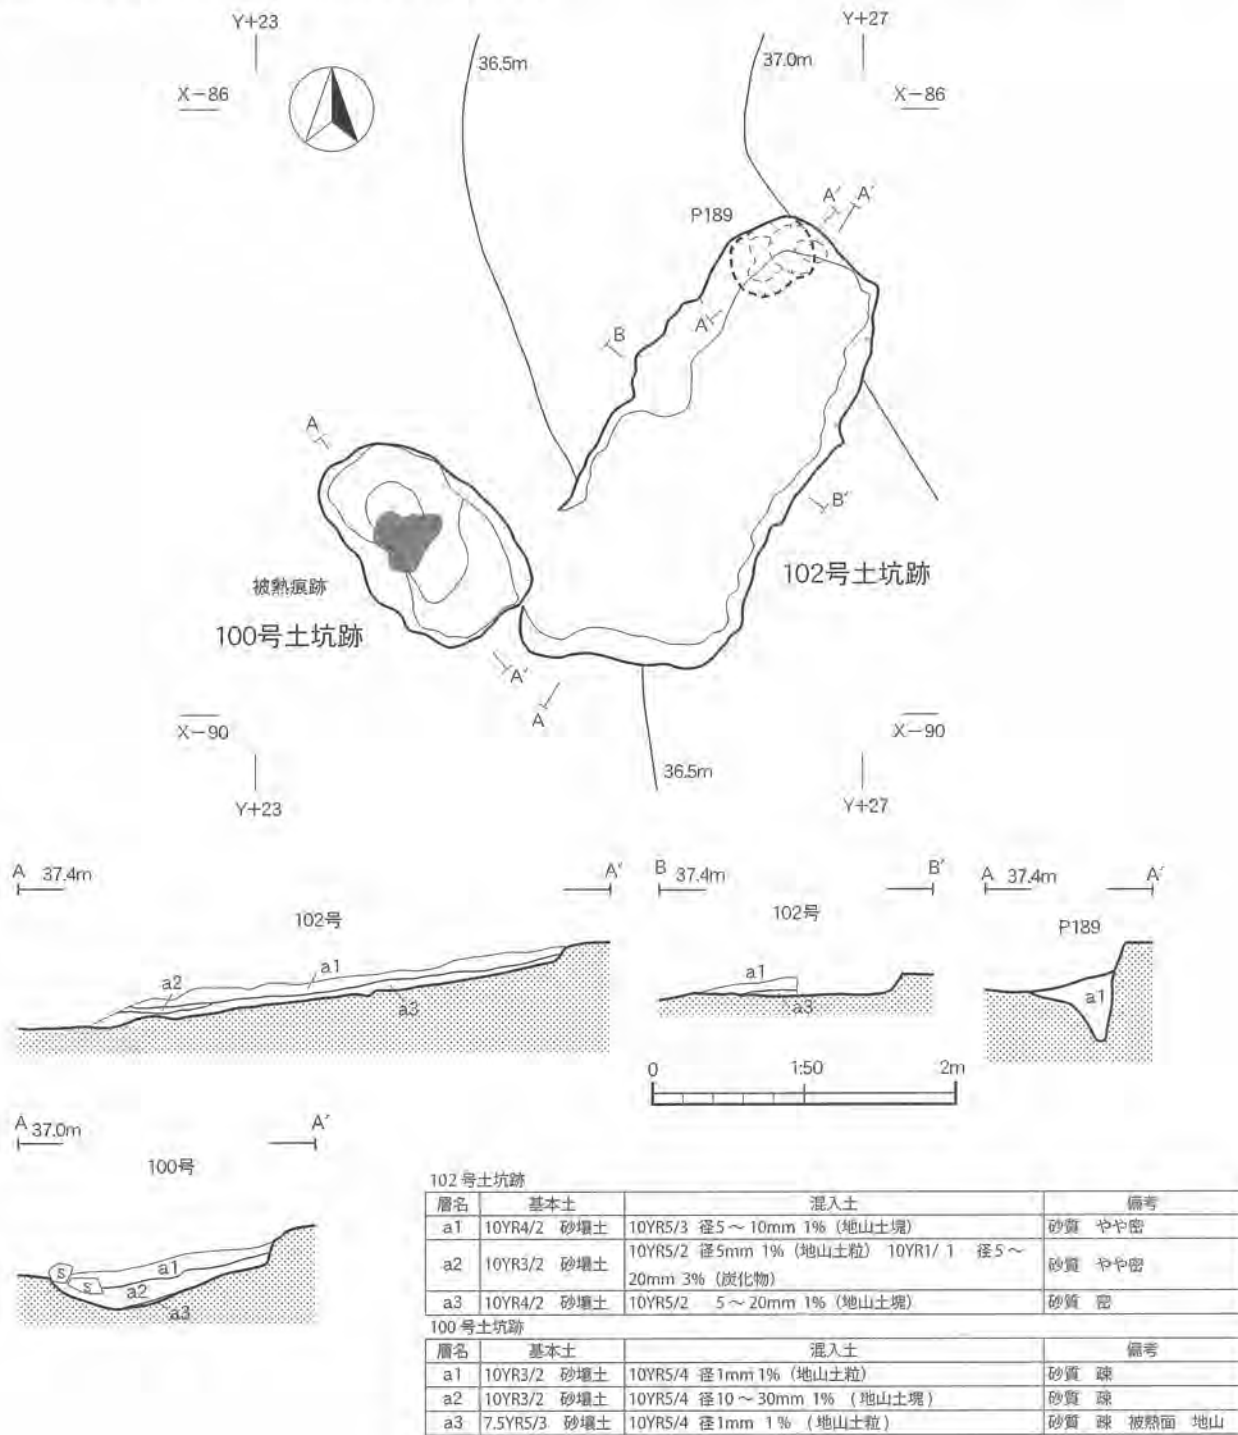 Y+23
Y+27
36.5m
37.0m
X-86
X-86
A' A'
P189
A
B
A
B'
102号土坑跡
被熱痕跡
100号土坑跡
A'
A
X-90
X-90
36.5m
Y+23
Y+27
A 37.4m A'
102号
a1
a2
a3
B 37.4m B'
102号
a1
a3
A 37.4m A'
P189
a1
0 1:50 2m
A 37.0m A'
100号
S
S
a1
a2
a3
102号土坑跡
層名 基本土 混入土 備考
a1 10YR4/2 砂壌土 10YR5/3 径5~10mm 1%(地山土塊) 砂質 やや密
a2 10YR3/2 砂壌土 10YR5/2 径5mm 1%(地山土粒) 10YR1/1 径5~20mm 3%(炭化物) 砂質 やや密
a3 10YR4/2 砂壌土 10YR5/2 5~20mm 1%(地山土塊) 砂質 密
100号土坑跡
層名 基本土 混入土 備考
a1 10YR3/2 砂壌土 10YR5/4 径1mm 1%(地山土粒) 砂質 疎
a2 10YR3/2 砂壌土 10YR5/4 径10~30mm 1% (地山土塊) 砂質 疎
a3 7.5YR5/3 砂壌土 10YR5/4 径1mm 1% (地山土粒) 砂質 疎 被熱面 地山